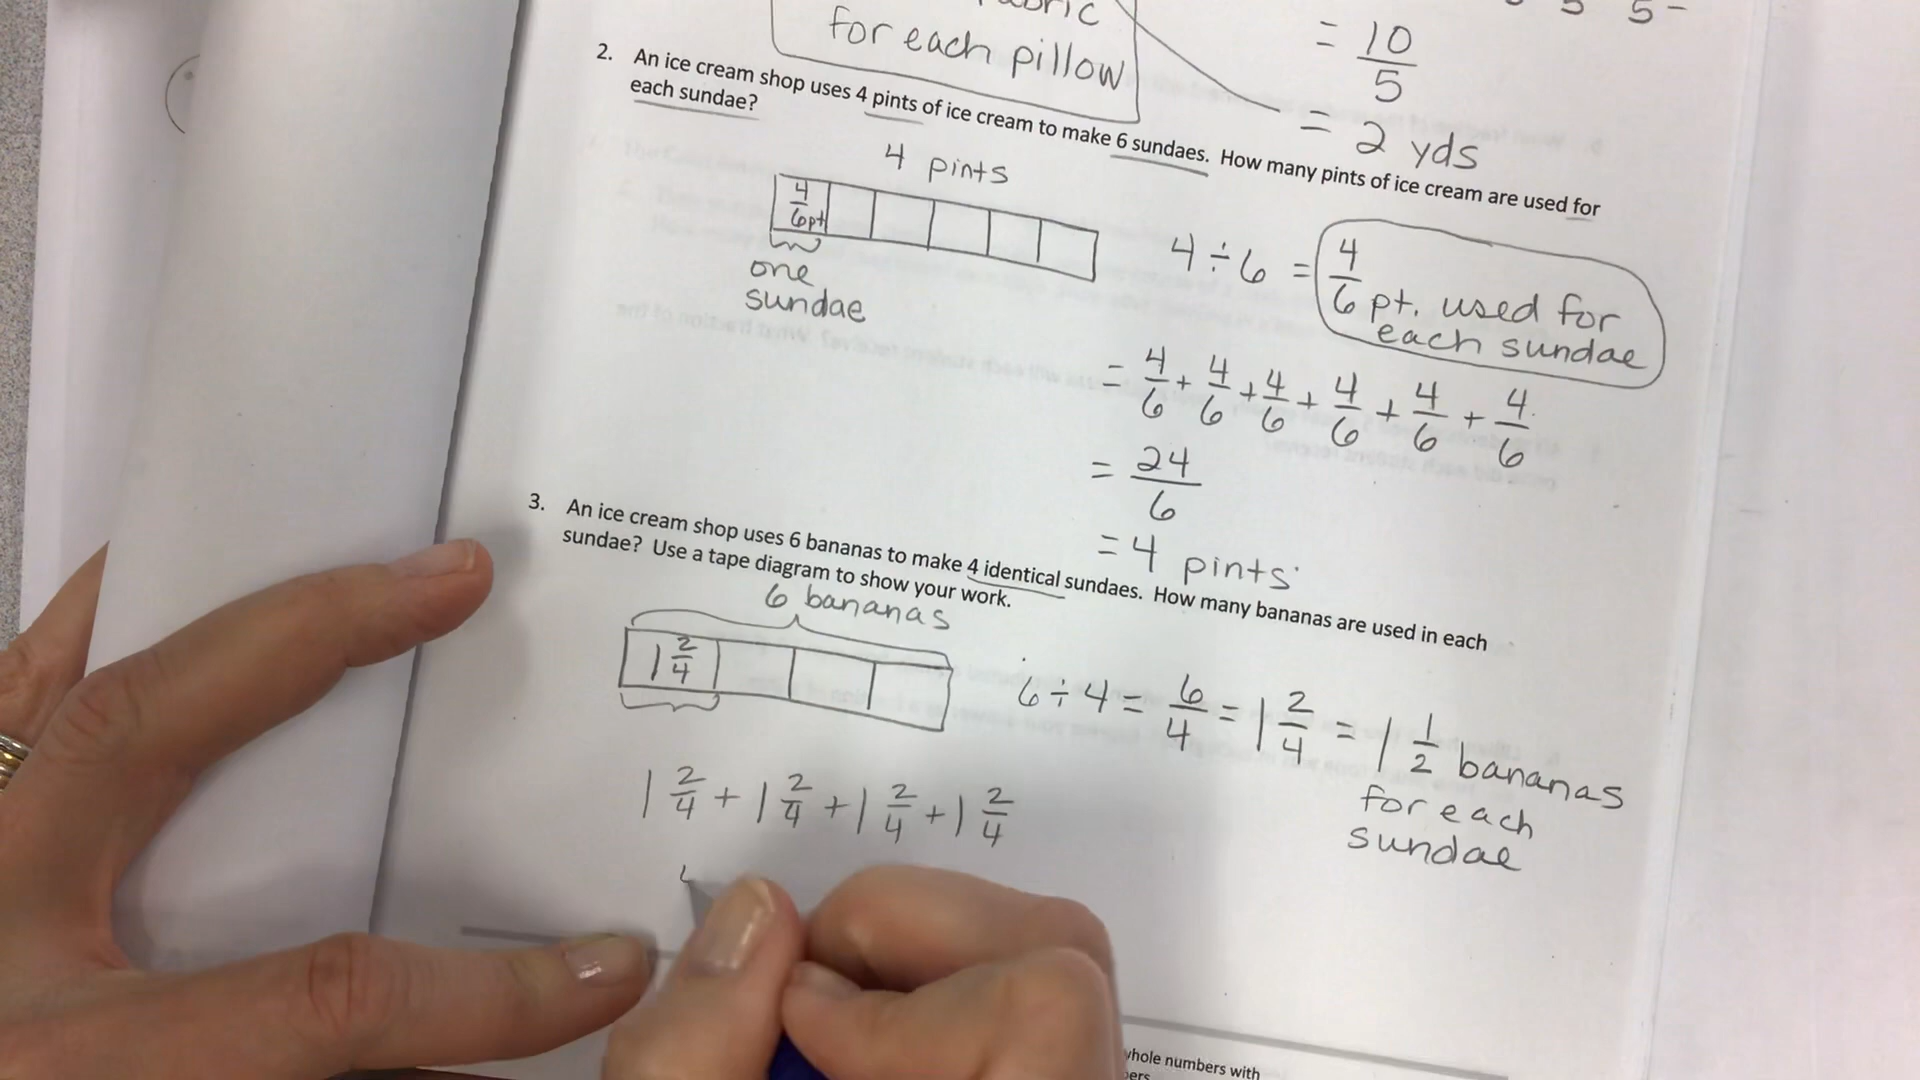 for each pillow
= 10/5
= 2 yds
2. An ice cream shop uses 4 pints of ice cream to make 6 sundaes. How many pints of ice cream are used for
each sundae?
4 pints
4/6 pt
one
sundae
4 ÷ 6 = 4/6 pt. used for
each sundae
= 4/6 + 4/6 + 4/6 + 4/6 + 4/6 + 4/6
= 24/6
= 4 pints
3. An ice cream shop uses 6 bananas to make 4 identical sundaes. How many bananas are used in each
sundae? Use a tape diagram to show your work.
6 bananas
1 2/4
6 ÷ 4 = 6/4 = 1 2/4 = 1 1/2 bananas
for each
sundae
1 2/4 + 1 2/4 + 1 2/4 + 1 2/4
whole numbers with